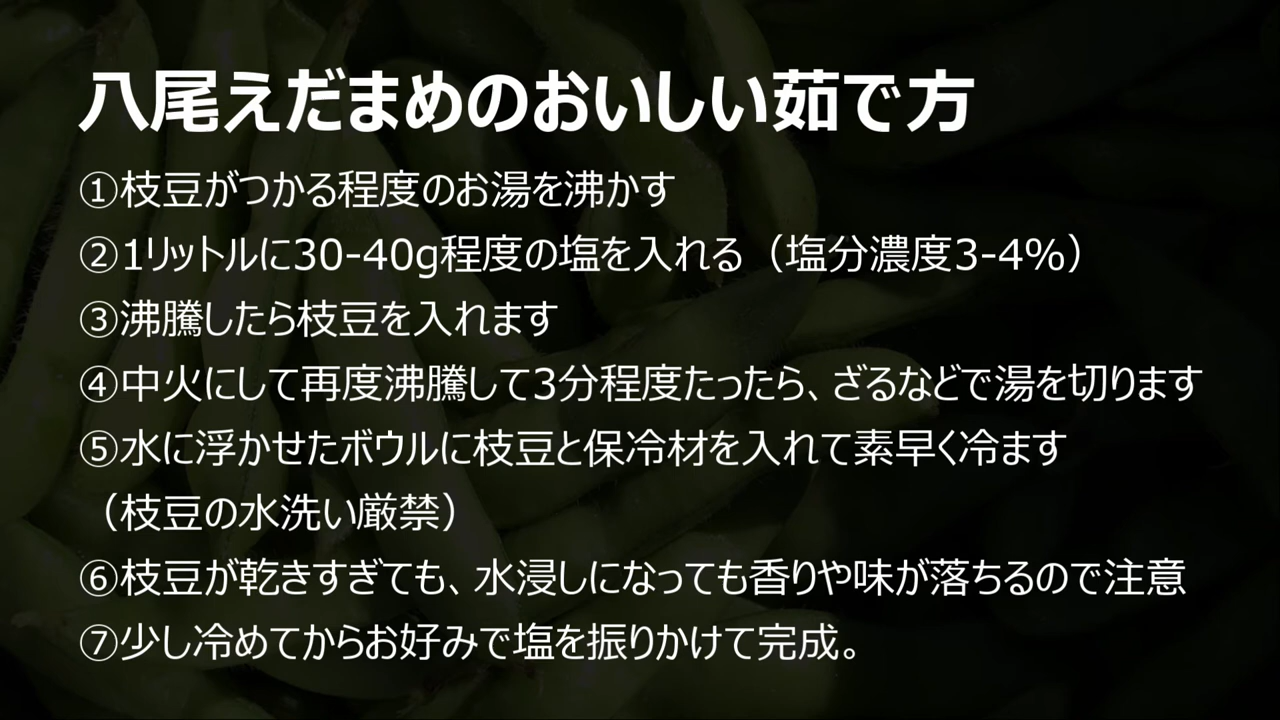 八尾えだまめのおいしい茹で方
①枝豆がつかる程度のお湯を沸かす
②1リットルに30-40g程度の塩を入れる（塩分濃度3-4%）
③沸騰したら枝豆を入れます
④中火にして再度沸騰して3分程度たったら、ざるなどで湯を切ります
⑤水に浮かせたボウルに枝豆と保冷材を入れて素早く冷ます
（枝豆の水洗い厳禁）
⑥枝豆が乾きすぎても、水浸しになっても香りや味が落ちるので注意
⑦少し冷めてからお好みで塩を振りかけて完成。